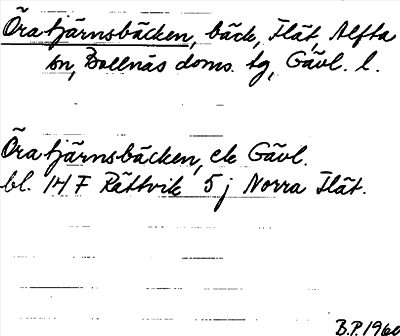 Öratjärnsbäcken, bäck, Flät, Alfta
sn, Bollnäs doms. tg, Gävl. l.
Öratjärnsbäcken, ek Gävl.
bl. 14 F Rättvik 5 j Norra Flät.
B.P. 1960